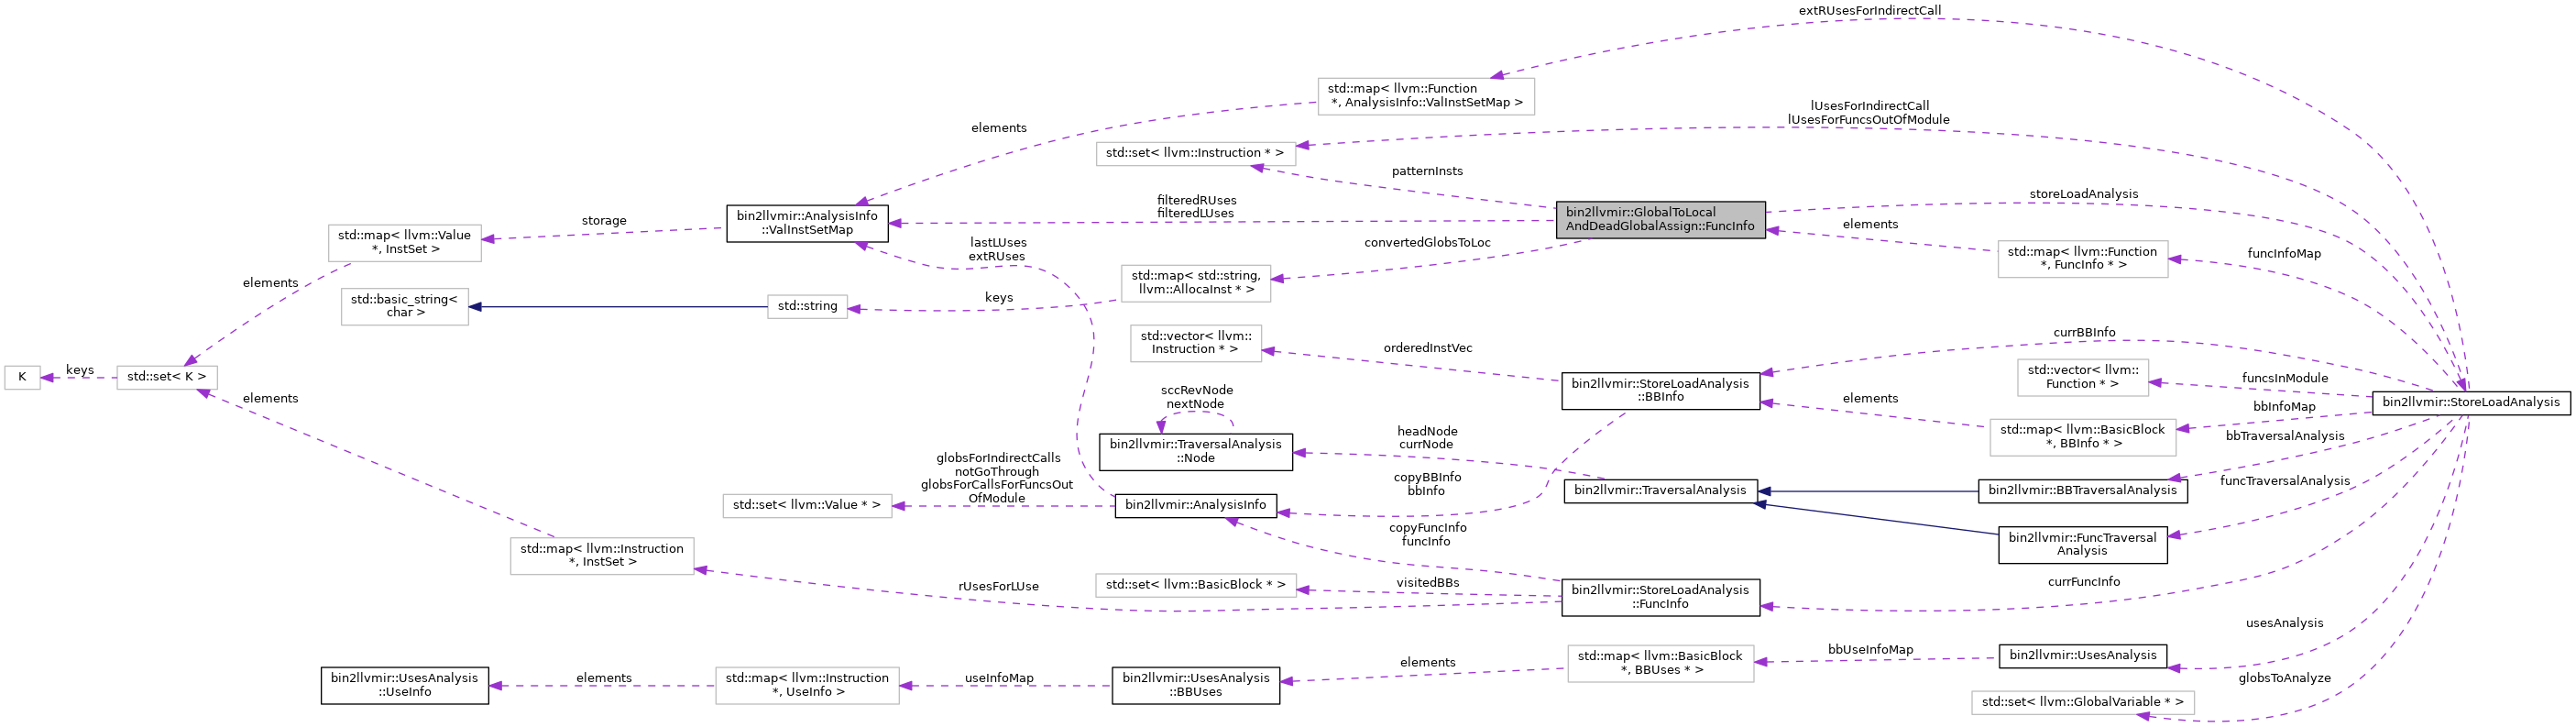 extRUsesForIndirectCall
std::map< llvm::Function
*, AnalysisInfo::ValInstSetMap >
lUsesForIndirectCall
lUsesForFuncsOutOfModule
elements
std::set< llvm::Instruction * >
patternInsts
storeLoadAnalysis
filteredRUses
filteredLUses
bin2llvmir::GlobalToLocal
AndDeadGlobalAssign::FuncInfo
elements
bin2llvmir::AnalysisInfo
::ValInstSetMap
storage
std::map< llvm::Value
*, InstSet >
lastLUses
extRUses
convertedGlobsToLoc
std::map< llvm::Function
*, FuncInfo * >
funcInfoMap
std::map< std::string,
llvm::AllocaInst * >
elements
std::basic_string<
char >
std::string
keys
std::vector< llvm::
Instruction * >
orderedInstVec
currBBInfo
K
keys
std::set< K >
bin2llvmir::StoreLoadAnalysis
::BBInfo
std::vector< llvm::
Function * >
funcsInModule
sccRevNode
nextNode
elements
elements
bbInfoMap
bin2llvmir::StoreLoadAnalysis
bin2llvmir::TraversalAnalysis
::Node
headNode
currNode
std::map< llvm::BasicBlock
*, BBInfo * >
bbTraversalAnalysis
globsForIndirectCalls
notGoThrough
globsForCallsForFuncsOut
OfModule
copyBBInfo
bbInfo
bin2llvmir::TraversalAnalysis
bin2llvmir::BBTraversalAnalysis
funcTraversalAnalysis
std::set< llvm::Value * >
bin2llvmir::AnalysisInfo
copyFuncInfo
funcInfo
bin2llvmir::FuncTraversal
Analysis
std::map< llvm::Instruction
*, InstSet >
rUsesForLUse
std::set< llvm::BasicBlock * >
visitedBBs
bin2llvmir::StoreLoadAnalysis
::FuncInfo
currFuncInfo
usesAnalysis
bin2llvmir::UsesAnalysis
::UseInfo
elements
std::map< llvm::Instruction
*, UseInfo >
useInfoMap
bin2llvmir::UsesAnalysis
::BBUses
elements
std::map< llvm::BasicBlock
*, BBUses * >
bbUseInfoMap
bin2llvmir::UsesAnalysis
globsToAnalyze
std::set< llvm::GlobalVariable * >